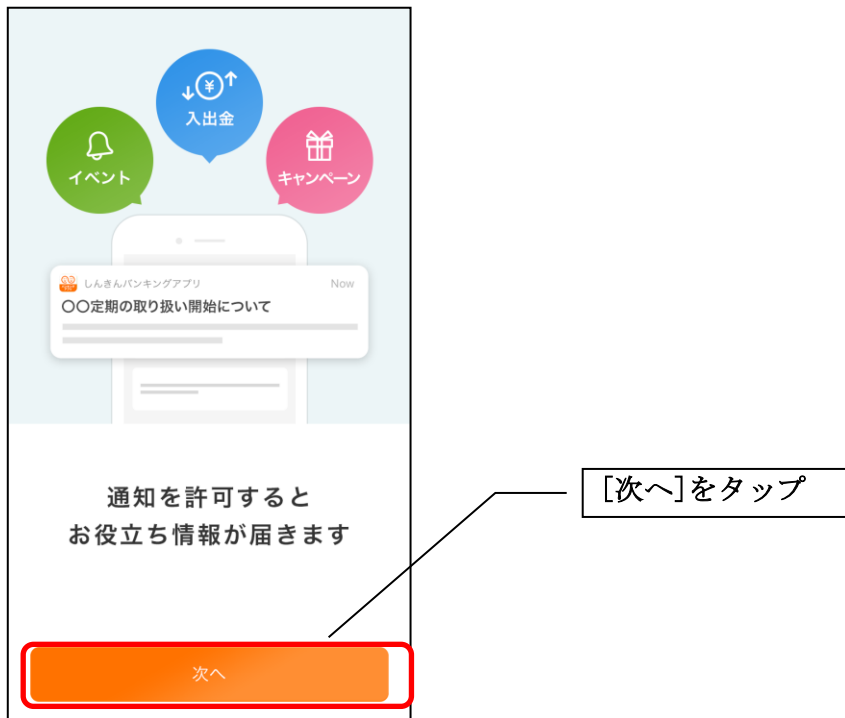 入出金
イベント
キャンペーン
しんきんバンキングアプリ Now
〇〇定期の取り扱い開始について
通知を許可すると
お役立ち情報が届きます
[次へ]をタップ
次へ